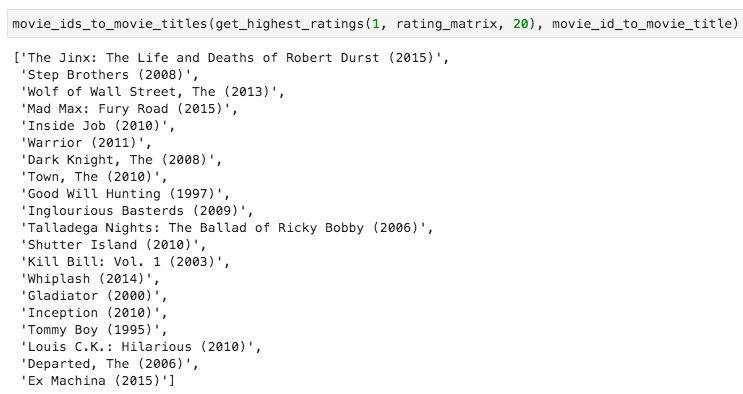 movie_ids_to_movie_titles(get_highest_ratings(1, rating_matrix, 20), movie_id_to_movie_title)
['The Jinx: The Life and Deaths of Robert Durst (2015)',
'Step Brothers (2008)',
'Wolf of Wall Street, The (2013)',
'Mad Max: Fury Road (2015)',
'Inside Job (2010)',
'Warrior (2011)',
'Dark Knight, The (2008)',
'Town, The (2010)',
'Good Will Hunting (1997)',
'Inglourious Basterds (2009)',
'Talladega Nights: The Ballad of Ricky Bobby (2006)',
'Shutter Island (2010)',
'Kill Bill: Vol. 1 (2003)',
'Whiplash (2014)',
'Gladiator (2000)',
'Inception (2010)',
'Tommy Boy (1995)',
'Louis C.K.: Hilarious (2010)',
'Departed, The (2006)',
'Ex Machina (2015)']